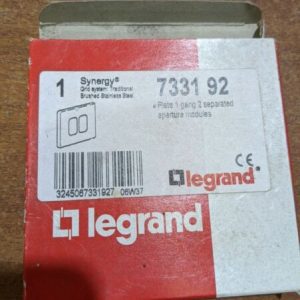 legrand
1
Synergy®
Grid system: Traditional
Brushed Stainless Steel
7331 92
Plate 1 gang 2 separated
aperture modules
CE
legrand
3245067331927 06W37
legrand